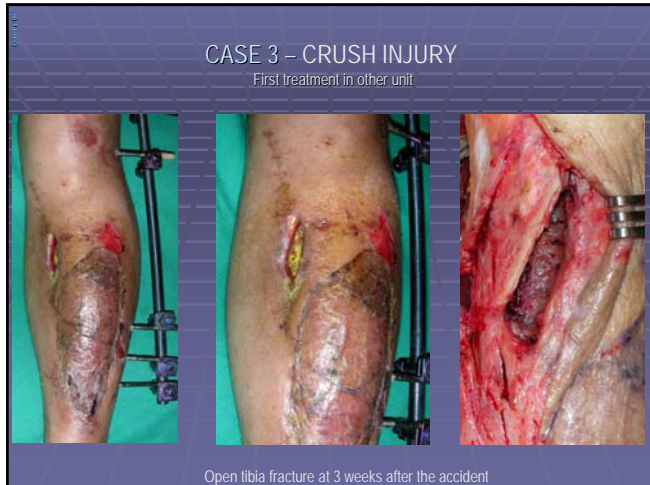 CASE 3 – CRUSH INJURY
First treatment in other unit
Open tibia fracture at 3 weeks after the accident